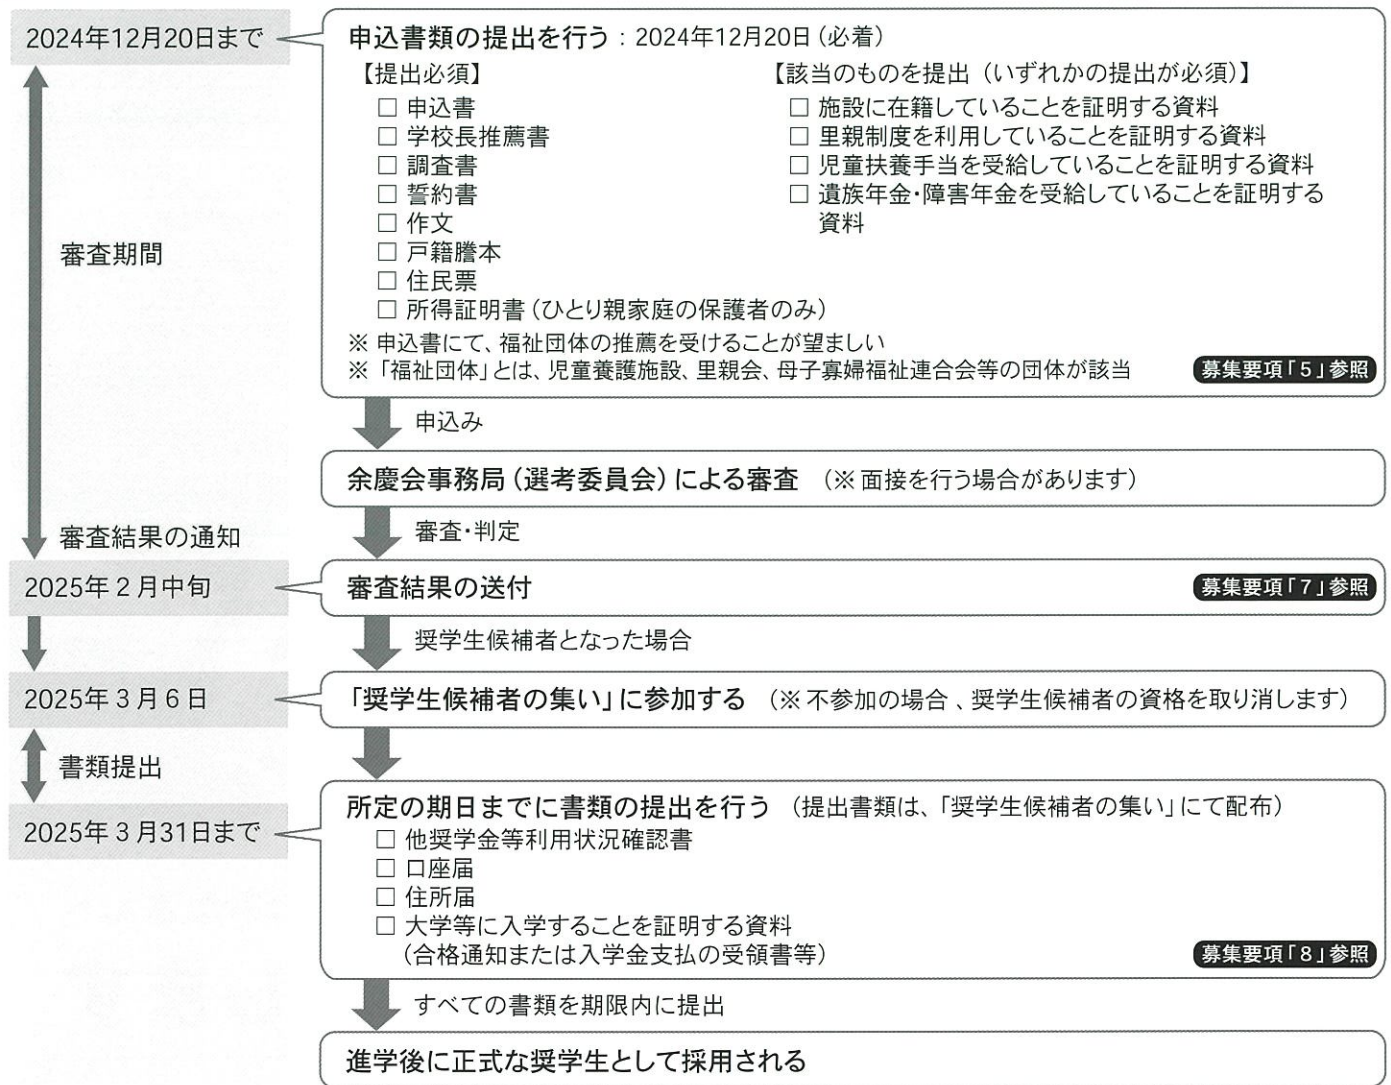 2024年12月20日まで
申込書類の提出を行う：2024年12月20日（必着）
【提出必須】
□ 申込書
□ 学校長推薦書
□ 調査書
□ 誓約書
□ 作文
□ 戸籍謄本
□ 住民票
□ 所得証明書（ひとり親家庭の保護者のみ）
【該当のものを提出（いずれかの提出が必須）】
□ 施設に在籍していることを証明する資料
□ 里親制度を利用していることを証明する資料
□ 児童扶養手当を受給していることを証明する資料
□ 遺族年金・障害年金を受給していることを証明する
資料
※ 申込書にて、福祉団体の推薦を受けることが望ましい
※「福祉団体」とは、児童養護施設、里親会、母子寡婦福祉連合会等の団体が該当
募集要項「5」参照
審査期間
申込み
余慶会事務局（選考委員会）による審査（※ 面接を行う場合があります）
審査結果の通知
審査・判定
2025年2月中旬
審査結果の送付
募集要項「7」参照
奨学生候補者となった場合
2025年3月6日
「奨学生候補者の集い」に参加する（※ 不参加の場合、奨学生候補者の資格を取り消します）
書類提出
2025年3月31日まで
所定の期日までに書類の提出を行う（提出書類は、「奨学生候補者の集い」にて配布）
□ 他奨学金等利用状況確認書
□ 口座届
□ 住所届
□ 大学等に入学することを証明する資料
（合格通知または入学金支払の受領書等）
募集要項「8」参照
すべての書類を期限内に提出
進学後に正式な奨学生として採用される